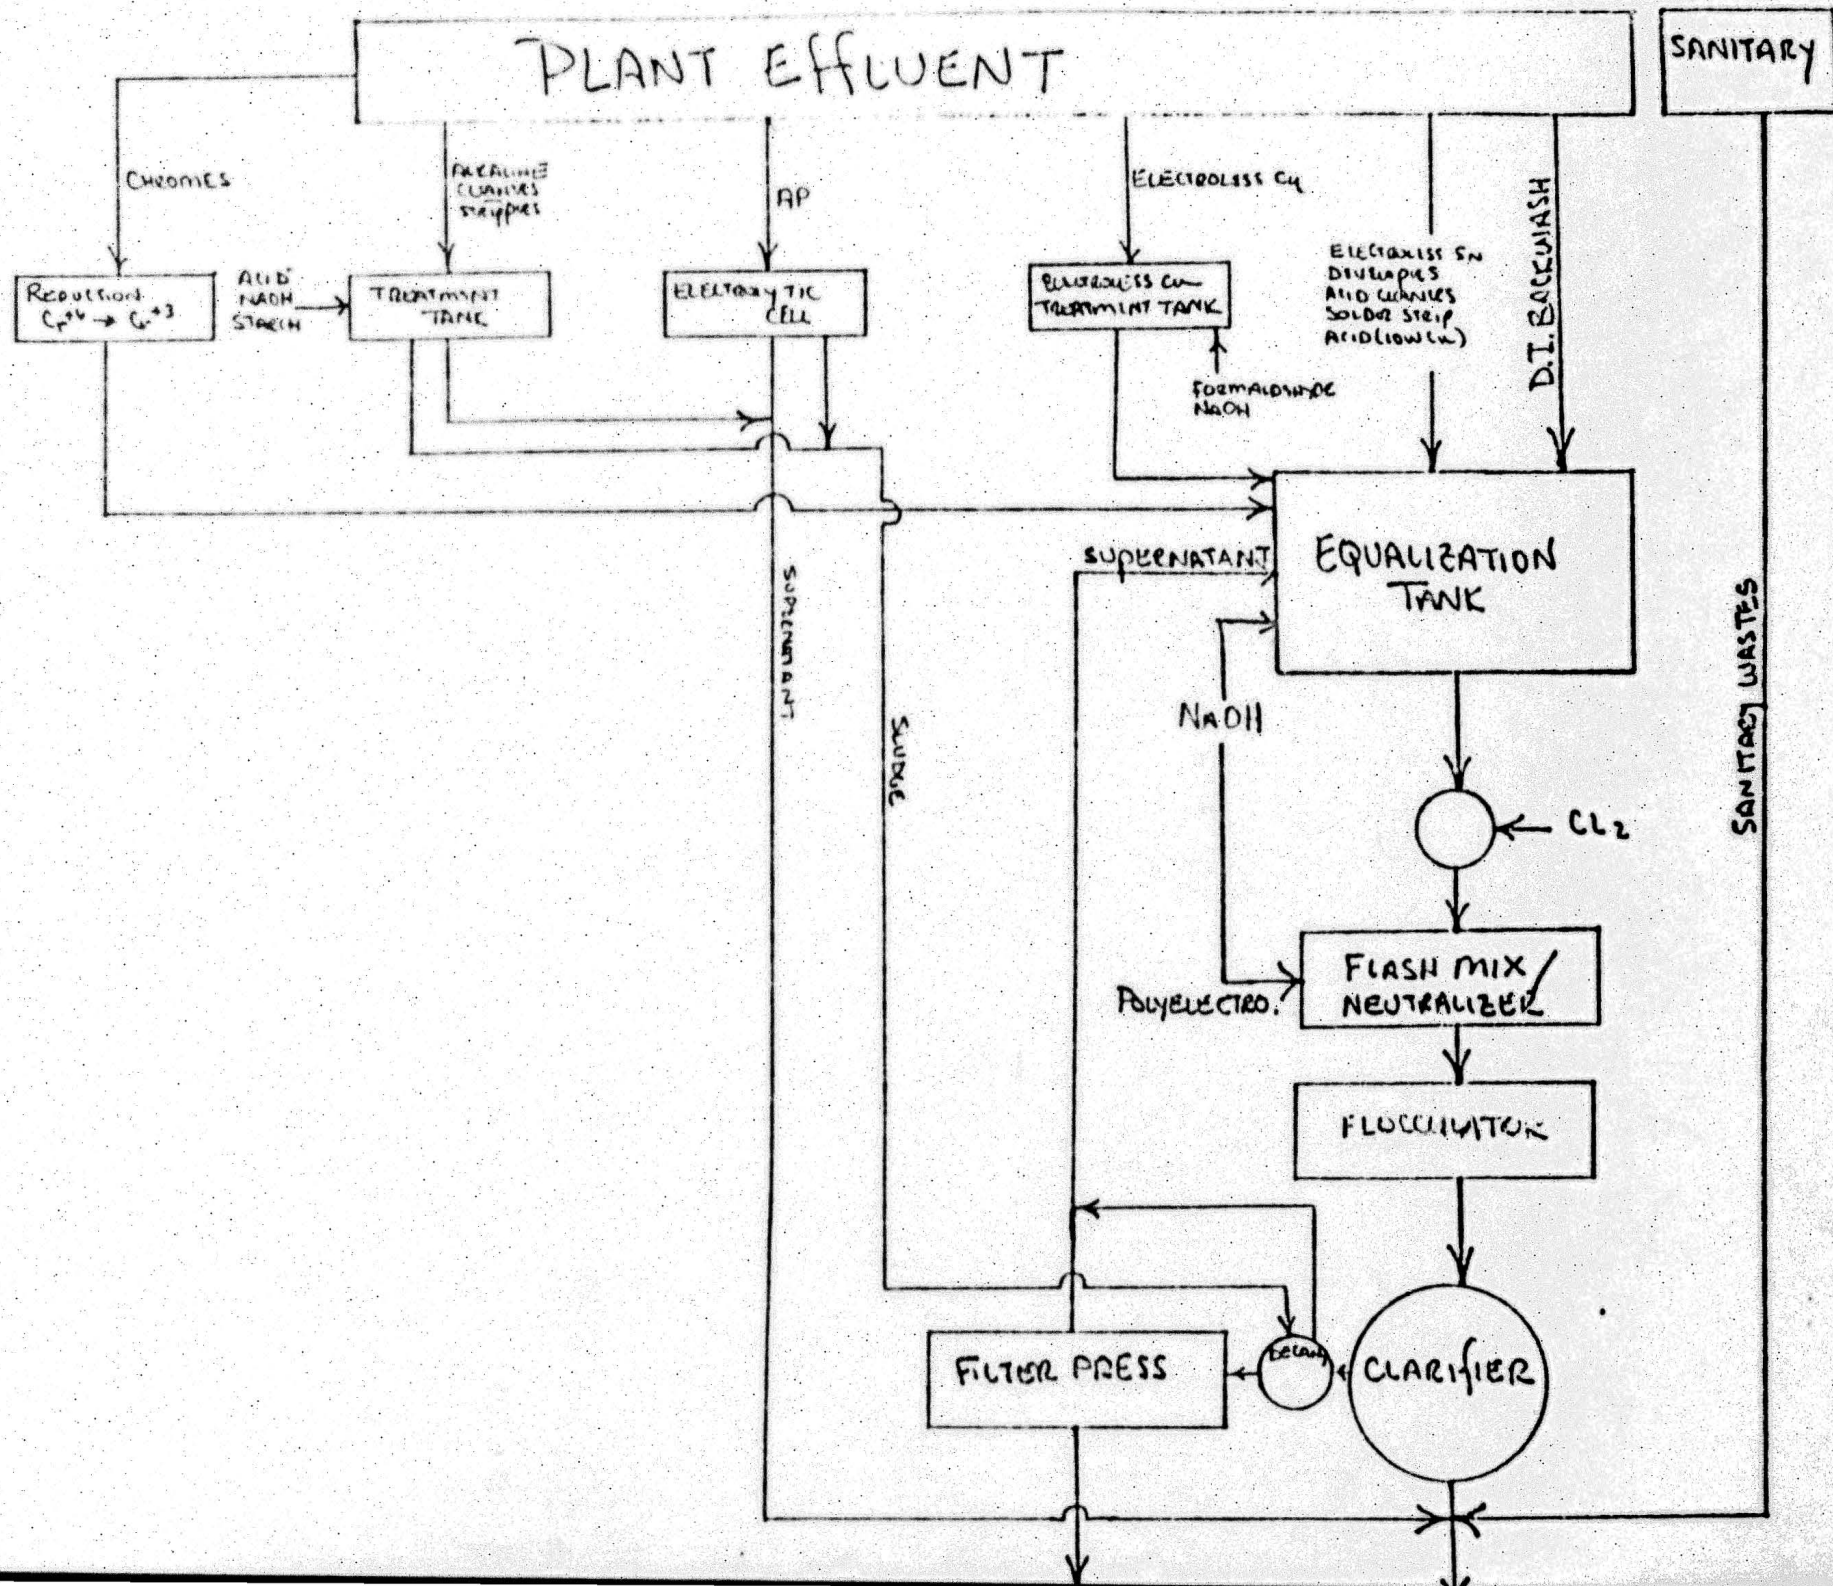 PLANT EFFLUENT
SANITARY
CHROMES
ALKALINE
CLEANERS
STRIPPERS
AP
ELECTROLESS Cu
ELECTROLESS SN
DEVELOPERS
ACID CLEANERS
SOLDER STRIP
ACID (LOW Cu)
D.I. BACKWASH
REDUCTION
Cr+6 → Cr+3
ACID
NAOH
STARCH
TREATMENT
TANK
ELECTROLYTIC
CELL
ELECTROLESS Cu
TREATMENT TANK
FORMALDEHYDE
NAOH
SUPERNATANT
EQUALIZATION
TANK
SUPERNATANT
SLUDGE
NAOH
SANITARY WASTES
CL2
FLASH MIX/
NEUTRALIZER
POLYELECTRO.
FLOCCULATOR
FILTER PRESS
DECANT
CLARIFIER